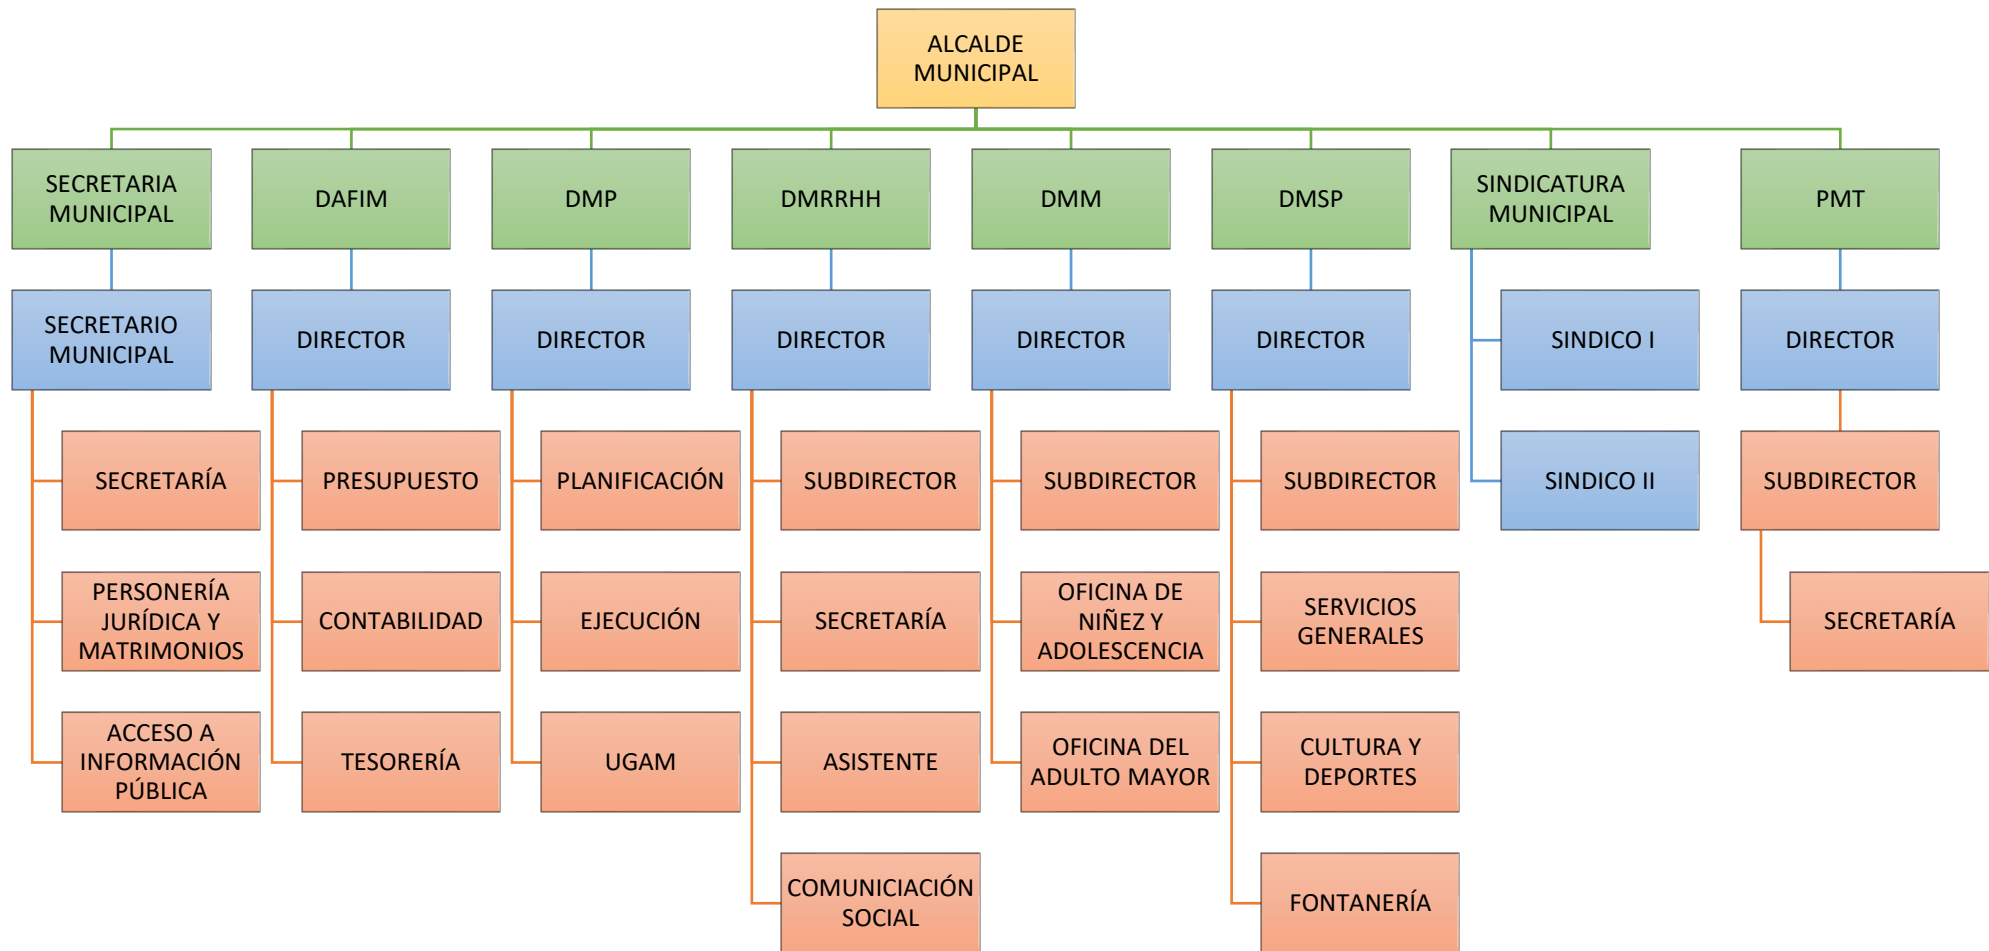 ALCALDE
MUNICIPAL
SECRETARIA
MUNICIPAL
DAFIM
DMP
DMRRHH
DMM
DMSP
SINDICATURA
MUNICIPAL
PMT
SECRETARIO
MUNICIPAL
DIRECTOR
DIRECTOR
DIRECTOR
DIRECTOR
DIRECTOR
SINDICO I
DIRECTOR
SECRETARÍA
PRESUPUESTO
PLANIFICACIÓN
SUBDIRECTOR
SUBDIRECTOR
SUBDIRECTOR
SINDICO II
SUBDIRECTOR
PERSONERÍA
JURÍDICA Y
MATRIMONIOS
CONTABILIDAD
EJECUCIÓN
SECRETARÍA
OFICINA DE
NIÑEZ Y
ADOLESCENCIA
SERVICIOS
GENERALES
SECRETARÍA
ACCESO A
INFORMACIÓN
PÚBLICA
TESORERÍA
UGAM
ASISTENTE
OFICINA DEL
ADULTO MAYOR
CULTURA Y
DEPORTES
COMUNICIACIÓN
SOCIAL
FONTANERÍA